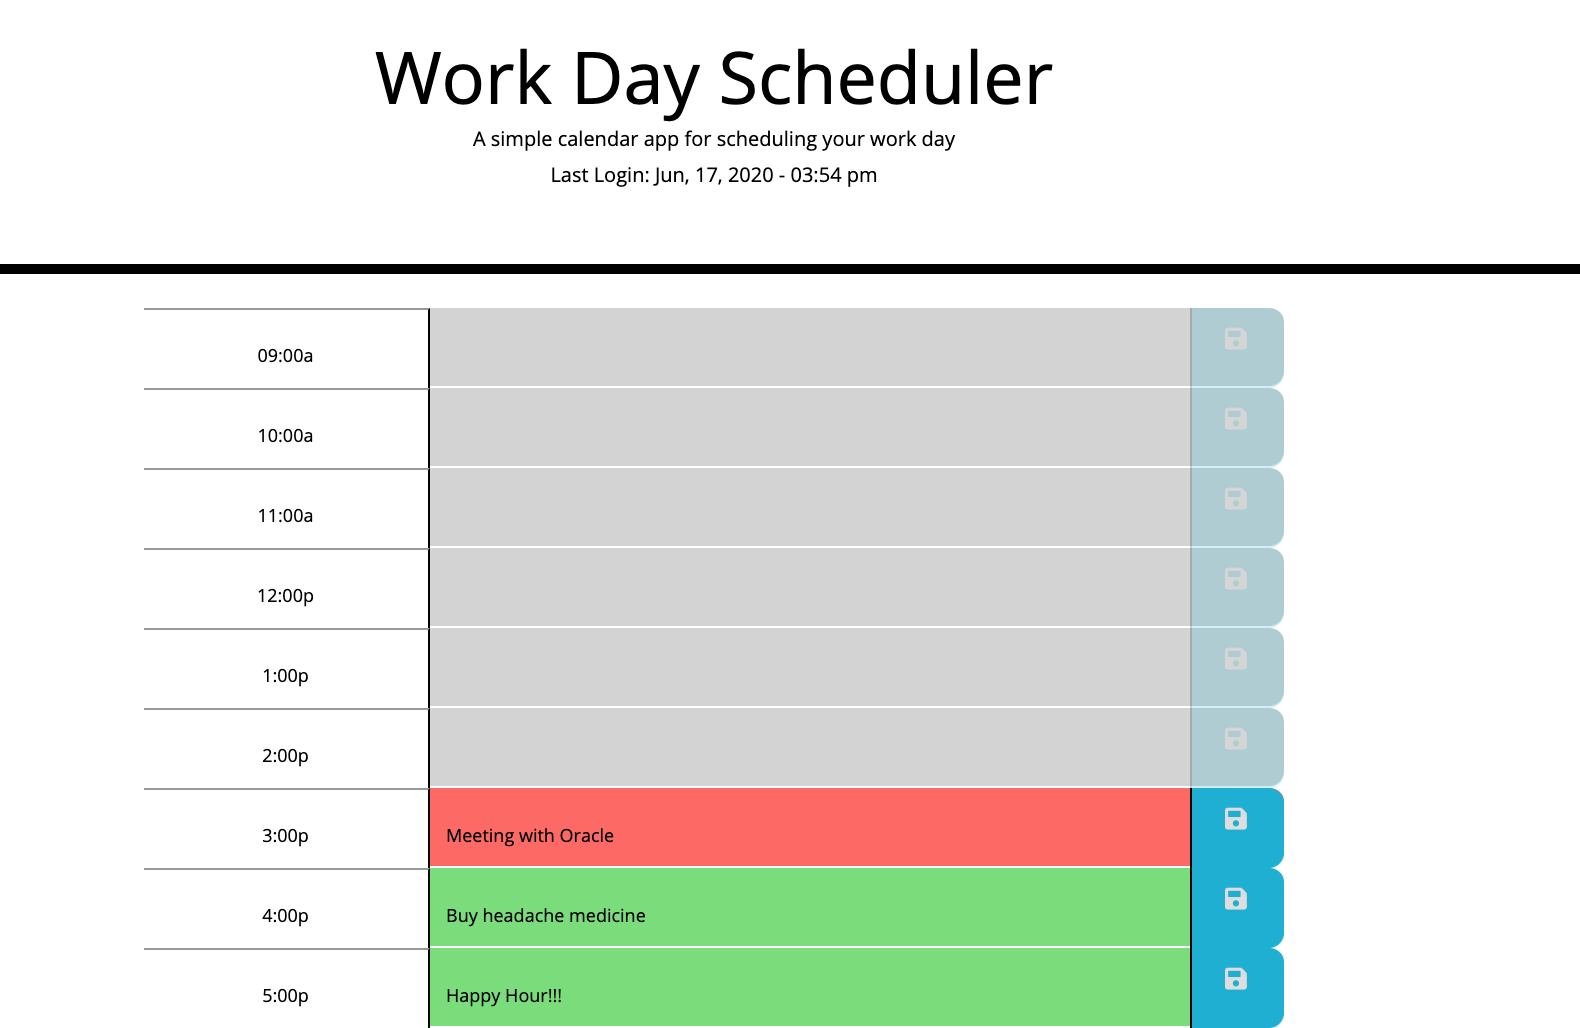 Work Day Scheduler
A simple calendar app for scheduling your work day
Last Login: Jun, 17, 2020 - 03:54 pm
09:00a
10:00a
11:00a
12:00p
1:00p
2:00p
3:00p Meeting with Oracle
4:00p Buy headache medicine
5:00p Happy Hour!!!